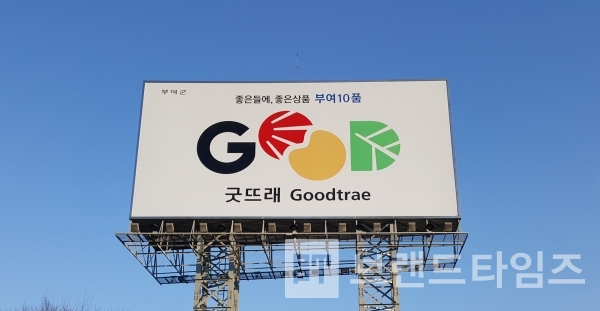 부여군
좋은들에, 좋은상품 부여10품
GOOD
굿뜨래 Goodtrae
브랜드타임즈